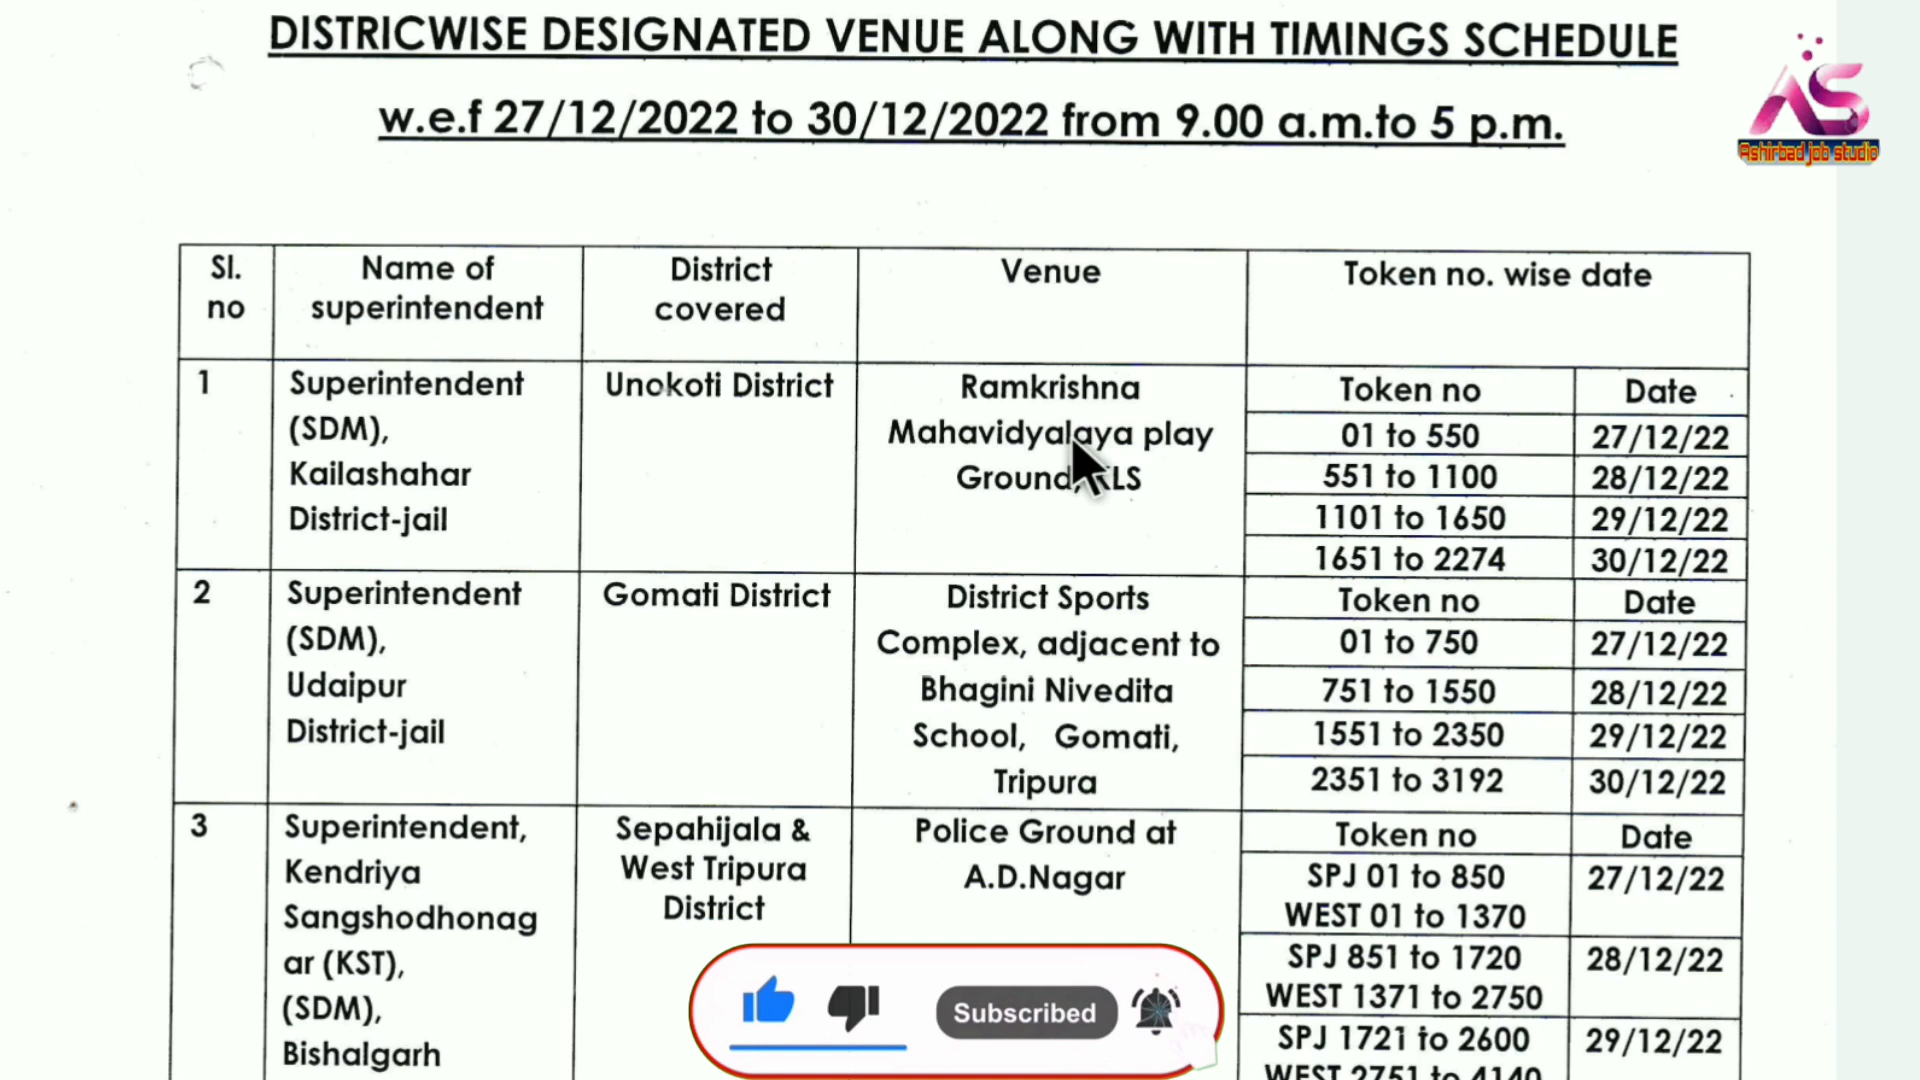 DISTRICWISE DESIGNATED VENUE ALONG WITH TIMINGS SCHEDULE
w.e.f 27/12/2022 to 30/12/2022 from 9.00 a.m.to 5 p.m.
AS
Ashirbad job studio
Sl. no
Name of superintendent
District covered
Venue
Token no. wise date
1
Superintendent
(SDM),
Kailashahar
District-jail
Unokoti District
Ramkrishna
Mahavidyalaya play
Ground,
Token no Date
01 to 550 27/12/22
551 to 1100 28/12/22
1101 to 1650 29/12/22
1651 to 2274 30/12/22
2
Superintendent
(SDM),
Udaipur
District-jail
Gomati District
District Sports
Complex, adjacent to
Bhagini Nivedita
School, Gomati,
Tripura
Token no Date
01 to 750 27/12/22
751 to 1550 28/12/22
1551 to 2350 29/12/22
2351 to 3192 30/12/22
3
Superintendent,
Kendriya
Sangshodhonag
ar (KST),
(SDM),
Bishalgarh
Sepahijala &
West Tripura
District
Police Ground at
A.D.Nagar
Token no Date
SPJ 01 to 850 27/12/22
WEST 01 to 1370
SPJ 851 to 1720 28/12/22
WEST 1371 to 2750
SPJ 1721 to 2600 29/12/22
WEST 2751 to 4140
Subscribed